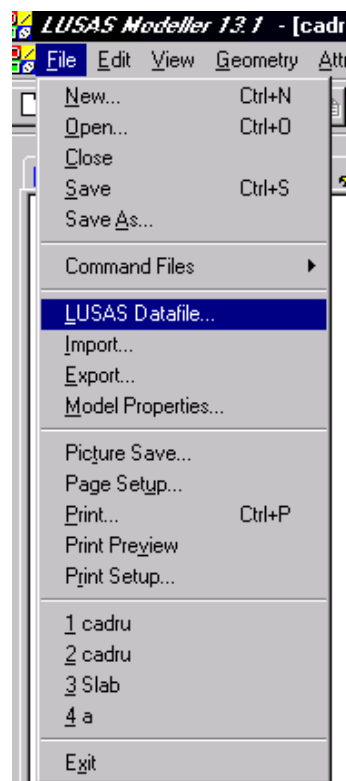 LUSAS Modeller 13.1 - [cadr
File Edit View Geometry Attr
New... Ctrl+N
Open... Ctrl+O
Close
Save Ctrl+S
Save As...
Command Files
LUSAS Datafile...
Import...
Export...
Model Properties...
Picture Save...
Page Setup...
Print... Ctrl+P
Print Preview
Print Setup...
1 cadru
2 cadru
3 Slab
4 a
Exit